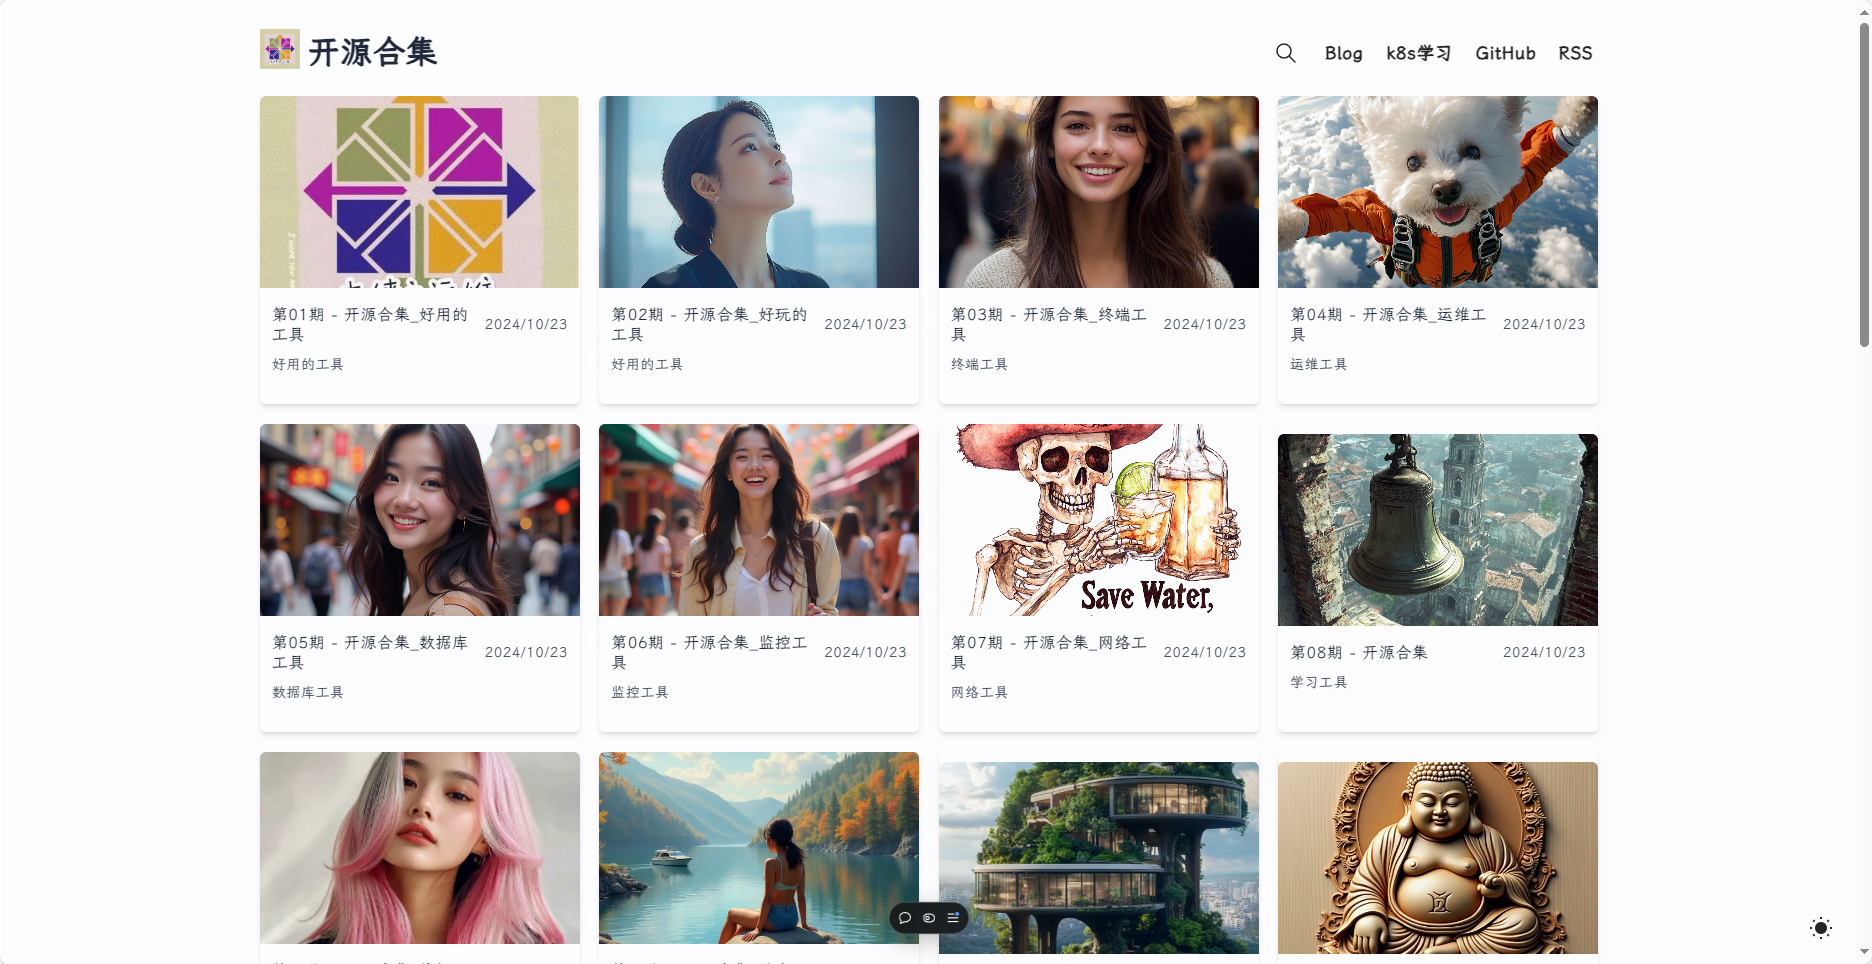 开源合集
Blog
k8s学习
GitHub
RSS
第01期 - 开源合集_好用的
工具
2024/10/23
好用的工具
第02期 - 开源合集_好玩的
工具
2024/10/23
好用的工具
第03期 - 开源合集_终端工
具
2024/10/23
终端工具
第04期 - 开源合集_运维工
具
2024/10/23
运维工具
第05期 - 开源合集_数据库
工具
2024/10/23
数据库工具
第06期 - 开源合集_监控工
具
2024/10/23
监控工具
Save Water,
第07期 - 开源合集_网络工
具
2024/10/23
网络工具
第08期 - 开源合集
2024/10/23
学习工具